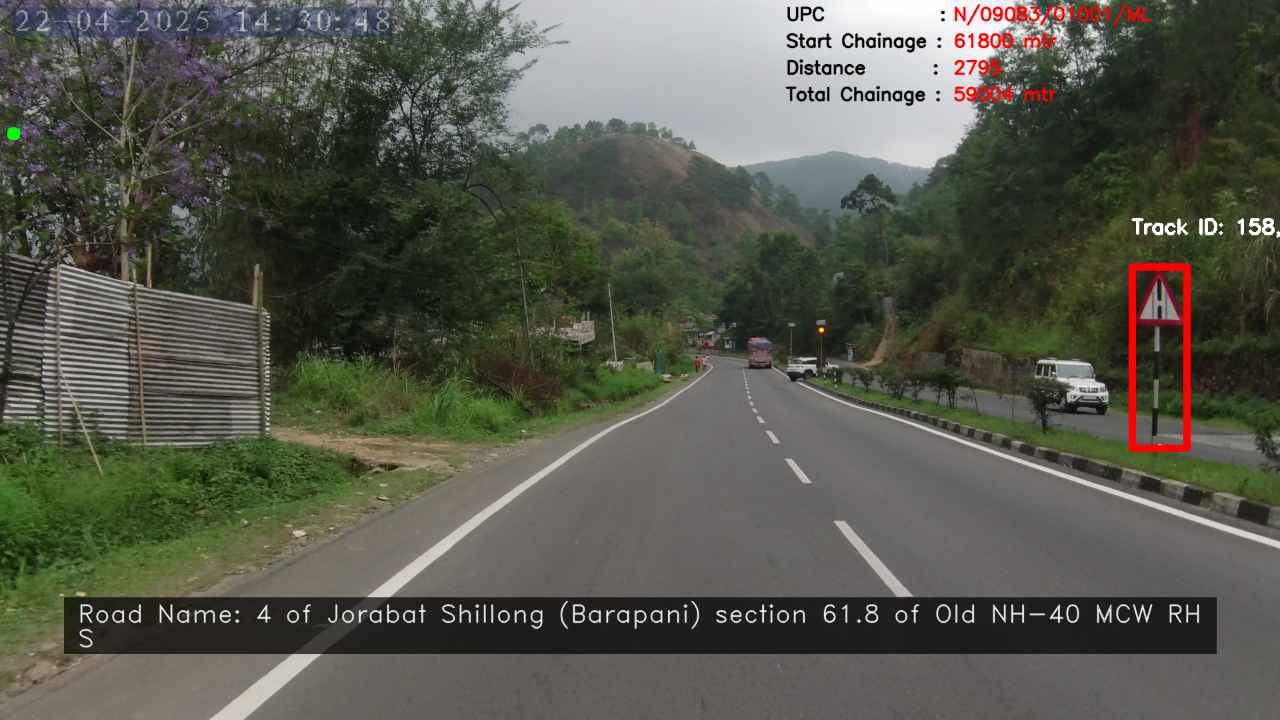 22-04-2025 14:30:48
UPC : N/09083/01001/ML
Start Chainage : 61800 mtr
Distance : 2795
Total Chainage : 59004 mtr
Track ID: 158,
Road Name: 4 of Jorabat Shillong (Barapani) section 61.8 of Old NH-40 MCW RH
S